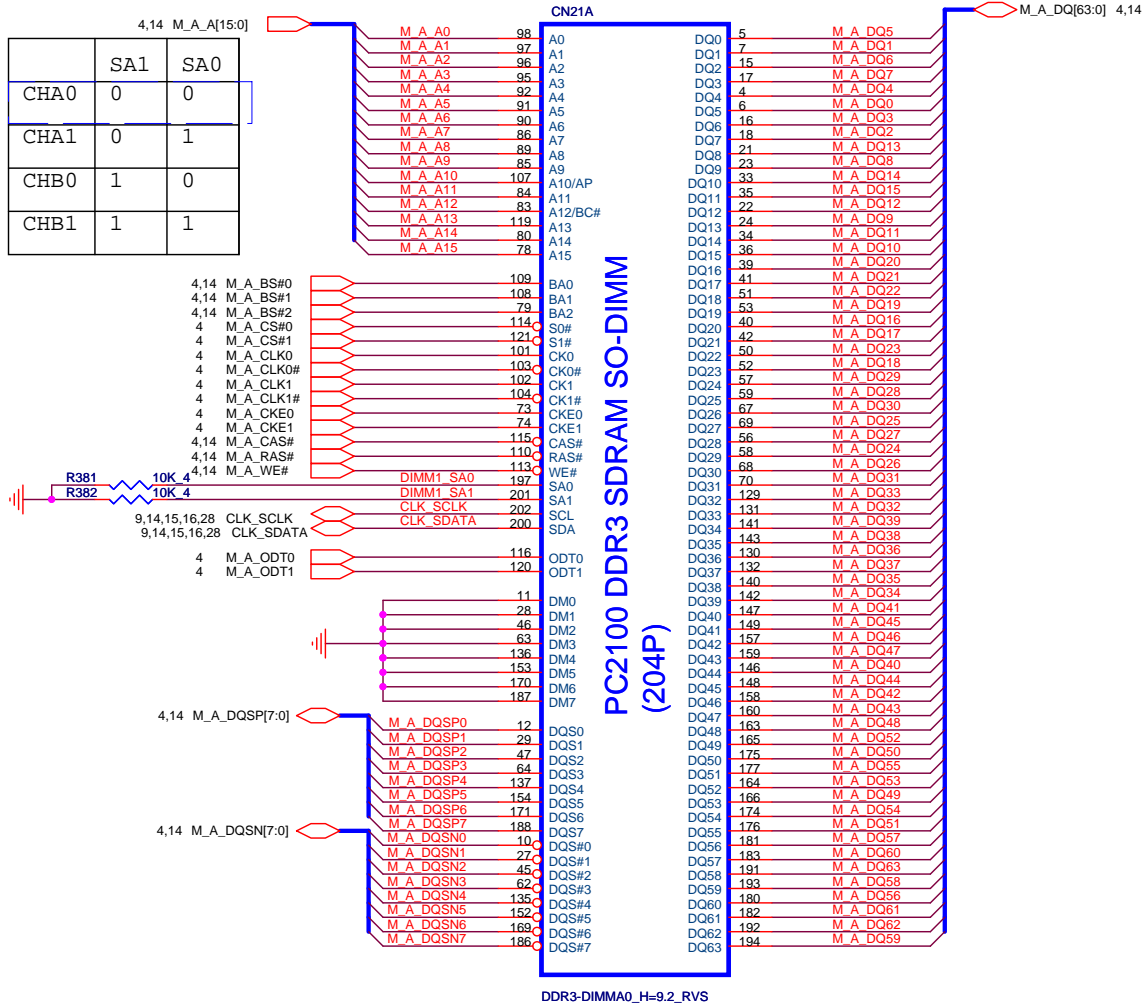 CN21A
4,14 M_A_A[15:0]
M_A_DQ[63:0] 4,14
SA1 SA0
CHA0 0 0
CHA1 0 1
CHB0 1 0
CHB1 1 1
M_A_A0 98 A0
M_A_A1 97 A1
M_A_A2 96 A2
M_A_A3 95 A3
M_A_A4 92 A4
M_A_A5 91 A5
M_A_A6 90 A6
M_A_A7 86 A7
M_A_A8 89 A8
M_A_A9 85 A9
M_A_A10 107 A10/AP
M_A_A11 84 A11
M_A_A12 83 A12/BC#
M_A_A13 119 A13
M_A_A14 80 A14
M_A_A15 78 A15
4,14 M_A_BS#0 109 BA0
4,14 M_A_BS#1 108 BA1
4,14 M_A_BS#2 79 BA2
4 M_A_CS#0 114 S0#
4 M_A_CS#1 121 S1#
4 M_A_CLK0 101 CK0
4 M_A_CLK0# 103 CK0#
4 M_A_CLK1 102 CK1
4 M_A_CLK1# 104 CK1#
4 M_A_CKE0 73 CKE0
4 M_A_CKE1 74 CKE1
4,14 M_A_CAS# 115 CAS#
4,14 M_A_RAS# 110 RAS#
4,14 M_A_WE# 113 WE#
R381 10K_4 DIMM1_SA0 197 SA0
R382 10K_4 DIMM1_SA1 201 SA1
9,14,15,16,28 CLK_SCLK CLK_SCLK 202 SCL
9,14,15,16,28 CLK_SDATA CLK_SDATA 200 SDA
4 M_A_ODT0 116 ODT0
4 M_A_ODT1 120 ODT1
11 DM0
28 DM1
46 DM2
63 DM3
136 DM4
153 DM5
170 DM6
187 DM7
4,14 M_A_DQSP[7:0]
M_A_DQSP0 12 DQS0
M_A_DQSP1 29 DQS1
M_A_DQSP2 47 DQS2
M_A_DQSP3 64 DQS3
M_A_DQSP4 137 DQS4
M_A_DQSP5 154 DQS5
M_A_DQSP6 171 DQS6
M_A_DQSP7 188 DQS7
4,14 M_A_DQSN[7:0]
M_A_DQSN0 10 DQS#0
M_A_DQSN1 27 DQS#1
M_A_DQSN2 45 DQS#2
M_A_DQSN3 62 DQS#3
M_A_DQSN4 135 DQS#4
M_A_DQSN5 152 DQS#5
M_A_DQSN6 169 DQS#6
M_A_DQSN7 186 DQS#7
PC2100 DDR3 SDRAM SO-DIMM
(204P)
DQ0 5 M_A_DQ5
DQ1 7 M_A_DQ1
DQ2 15 M_A_DQ6
DQ3 17 M_A_DQ7
DQ4 4 M_A_DQ4
DQ5 6 M_A_DQ0
DQ6 16 M_A_DQ3
DQ7 18 M_A_DQ2
DQ8 21 M_A_DQ13
DQ9 23 M_A_DQ8
DQ10 33 M_A_DQ14
DQ11 35 M_A_DQ15
DQ12 22 M_A_DQ12
DQ13 24 M_A_DQ9
DQ14 34 M_A_DQ11
DQ15 36 M_A_DQ10
DQ16 39 M_A_DQ20
DQ17 41 M_A_DQ21
DQ18 51 M_A_DQ22
DQ19 53 M_A_DQ19
DQ20 40 M_A_DQ16
DQ21 42 M_A_DQ17
DQ22 50 M_A_DQ23
DQ23 52 M_A_DQ18
DQ24 57 M_A_DQ29
DQ25 59 M_A_DQ28
DQ26 67 M_A_DQ30
DQ27 69 M_A_DQ25
DQ28 56 M_A_DQ27
DQ29 58 M_A_DQ24
DQ30 68 M_A_DQ26
DQ31 70 M_A_DQ31
DQ32 129 M_A_DQ33
DQ33 131 M_A_DQ32
DQ34 141 M_A_DQ39
DQ35 143 M_A_DQ38
DQ36 130 M_A_DQ36
DQ37 132 M_A_DQ37
DQ38 140 M_A_DQ35
DQ39 142 M_A_DQ34
DQ40 147 M_A_DQ41
DQ41 149 M_A_DQ45
DQ42 157 M_A_DQ46
DQ43 159 M_A_DQ47
DQ44 146 M_A_DQ40
DQ45 148 M_A_DQ44
DQ46 158 M_A_DQ42
DQ47 160 M_A_DQ43
DQ48 163 M_A_DQ48
DQ49 165 M_A_DQ52
DQ50 175 M_A_DQ50
DQ51 177 M_A_DQ55
DQ52 164 M_A_DQ53
DQ53 166 M_A_DQ49
DQ54 174 M_A_DQ54
DQ55 176 M_A_DQ51
DQ56 181 M_A_DQ57
DQ57 183 M_A_DQ60
DQ58 191 M_A_DQ63
DQ59 193 M_A_DQ58
DQ60 180 M_A_DQ56
DQ61 182 M_A_DQ61
DQ62 192 M_A_DQ62
DQ63 194 M_A_DQ59
DDR3-DIMMA0_H=9.2_RVS